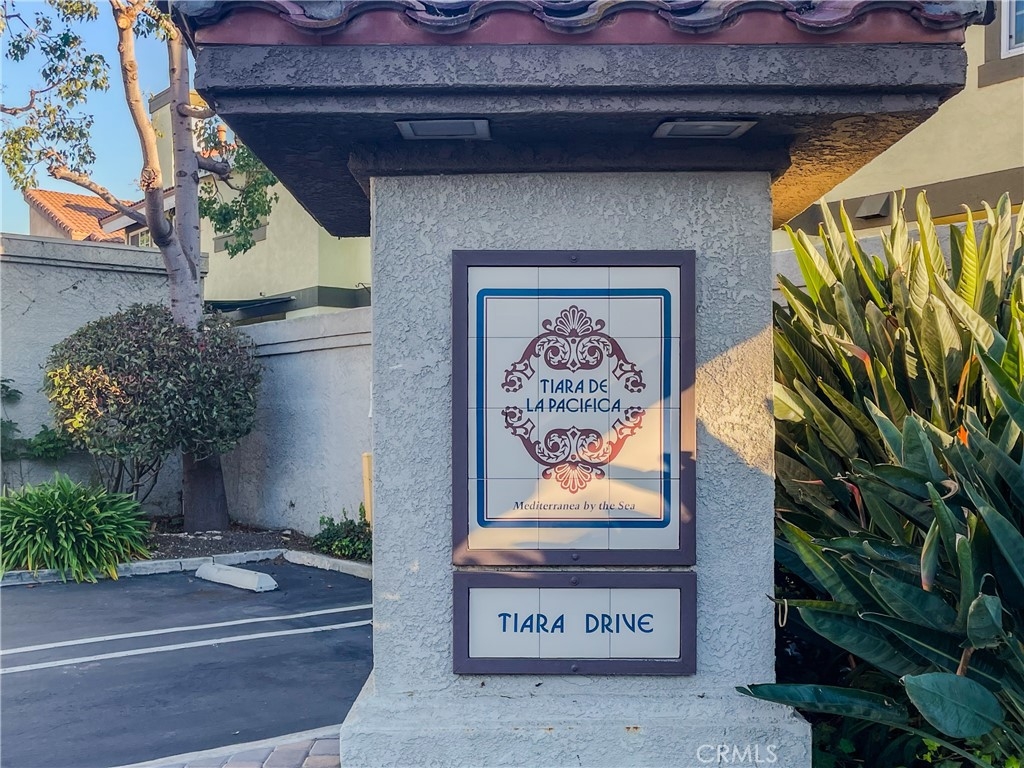 TIARA DE
LA PACIFICA
Mediterranea by the Sea
TIARA DRIVE
CRMLS